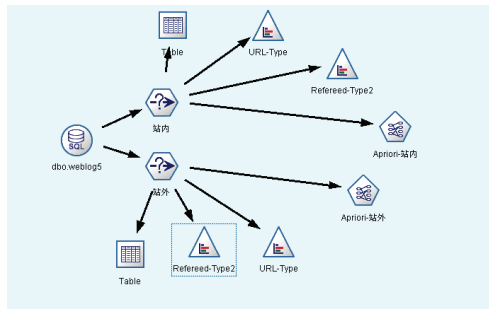 Table
URL-Type
Refereed-Type2
站内
Apriori-站内
SQL
dbo.weblog5
站外
Apriori-站外
Table
Refereed-Type2
URL-Type